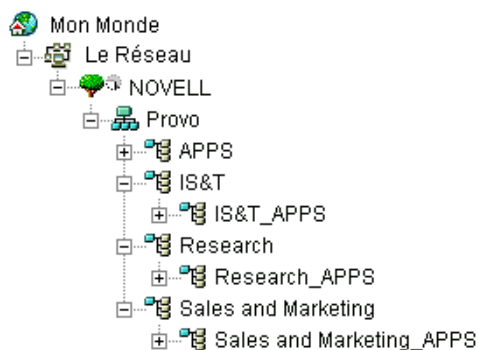 Mon Monde
Le Réseau
NOVELL
Provo
APPS
IS&T
IS&T_APPS
Research
Research_APPS
Sales and Marketing
Sales and Marketing_APPS